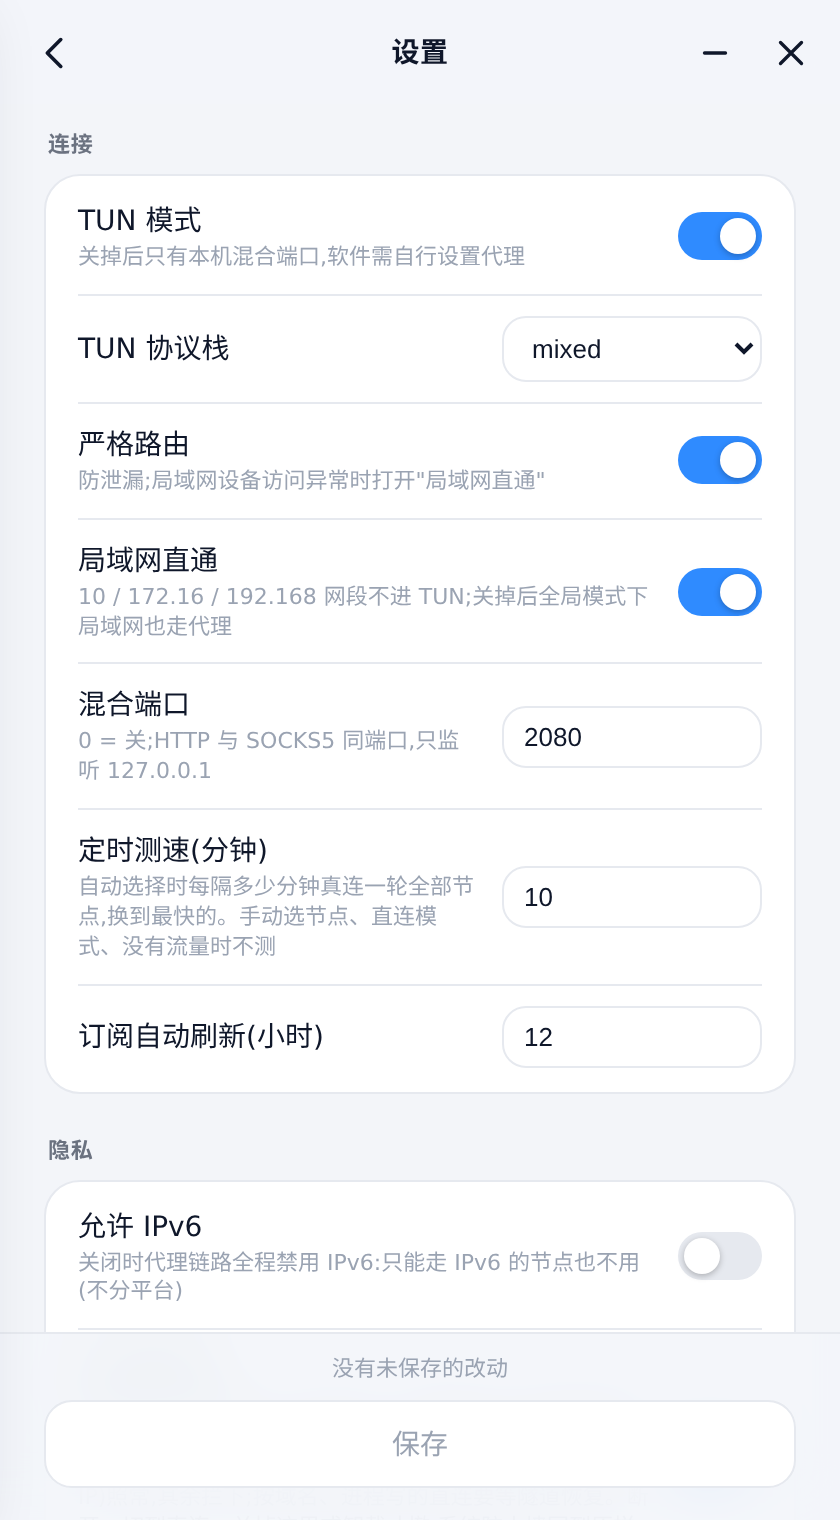 设置
连接
TUN 模式
关掉后只有本机混合端口,软件需自行设置代理
TUN 协议栈
mixed
严格路由
防泄漏;局域网设备访问异常时打开"局域网直通"
局域网直通
10 / 172.16 / 192.168 网段不进 TUN;关掉后全局模式下
局域网也走代理
混合端口
0 = 关;HTTP 与 SOCKS5 同端口,只监
听 127.0.0.1
2080
定时测速(分钟)
自动选择时每隔多少分钟真连一轮全部节
点,换到最快的。手动选节点、直连模
式、没有流量时不测
10
订阅自动刷新(小时)
12
隐私
允许 IPv6
关闭时代理链路全程禁用 IPv6:只能走 IPv6 的节点也不用
(不分平台)
没有未保存的改动
保存